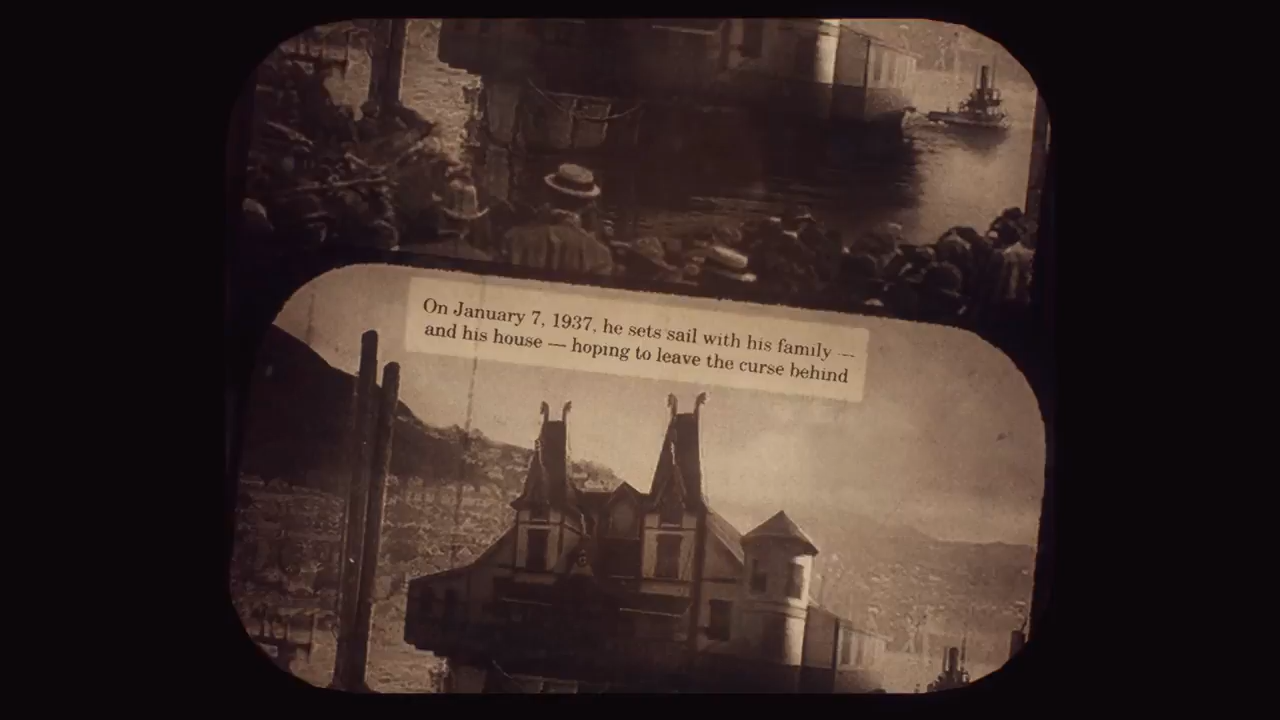 On January 7, 1937, he sets sail with his family —
and his house — hoping to leave the curse behind